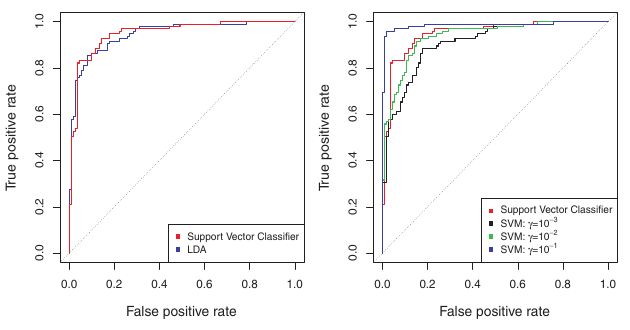 True positive rate
1.0
0.8
0.6
0.4
0.2
0.0
Support Vector Classifier
LDA
0.0 0.2 0.4 0.6 0.8 1.0
False positive rate
True positive rate
1.0
0.8
0.6
0.4
0.2
0.0
Support Vector Classifier
SVM: γ=10⁻³
SVM: γ=10⁻²
SVM: γ=10⁻¹
0.0 0.2 0.4 0.6 0.8 1.0
False positive rate